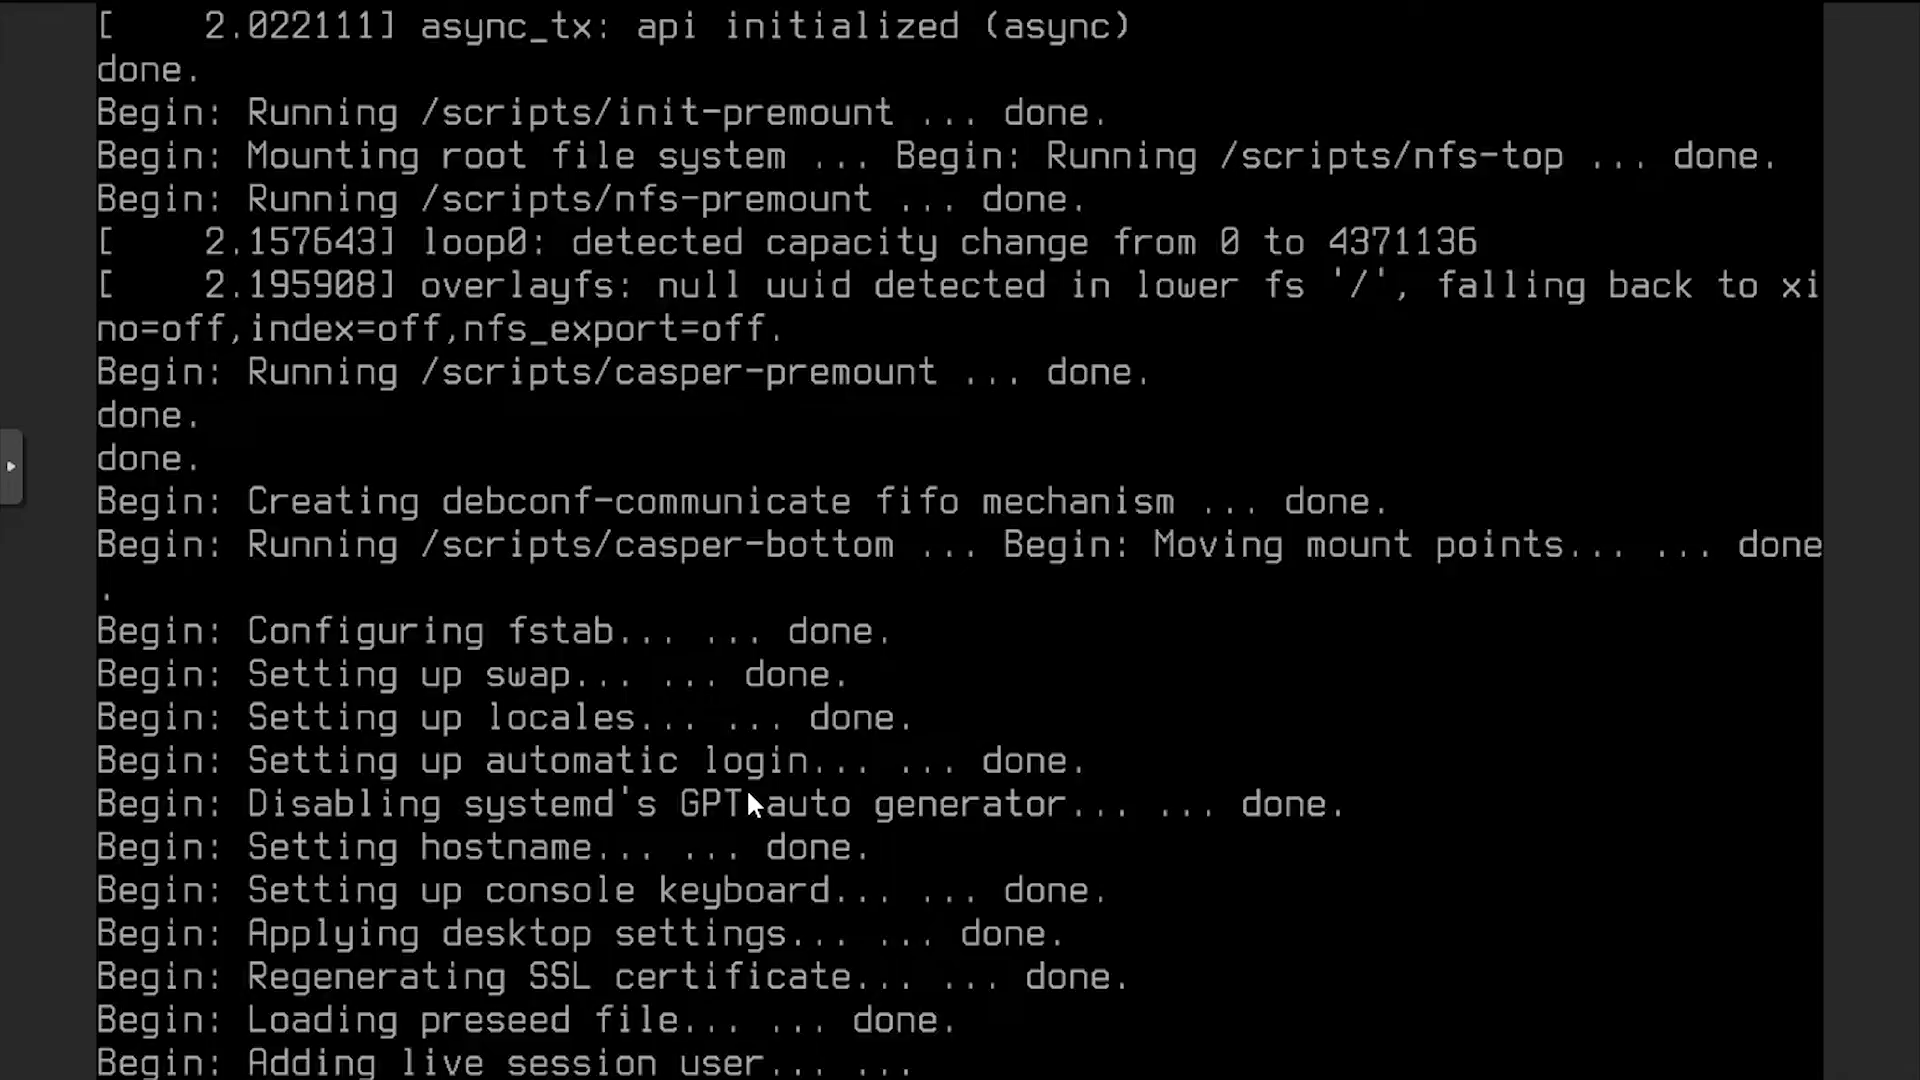 [    2.022111] async_tx: api initialized (async)
done.
Begin: Running /scripts/init-premount ... done.
Begin: Mounting root file system ... Begin: Running /scripts/nfs-top ... done.
Begin: Running /scripts/nfs-premount ... done.
[    2.157643] loop0: detected capacity change from 0 to 4371136
[    2.195908] overlayfs: null uuid detected in lower fs '/', falling back to xi
no=off,index=off,nfs_export=off.
Begin: Running /scripts/casper-premount ... done.
done.
done.
Begin: Creating debconf-communicate fifo mechanism ... done.
Begin: Running /scripts/casper-bottom ... Begin: Moving mount points... ... done
.
Begin: Configuring fstab... ... done.
Begin: Setting up swap... ... done.
Begin: Setting up locales... ... done.
Begin: Setting up automatic login... ... done.
Begin: Disabling systemd's GPT auto generator... ... done.
Begin: Setting hostname... ... done.
Begin: Setting up console keyboard... ... done.
Begin: Applying desktop settings... ... done.
Begin: Regenerating SSL certificate... ... done.
Begin: Loading preseed file... ... done.
Begin: Adding live session user... ...